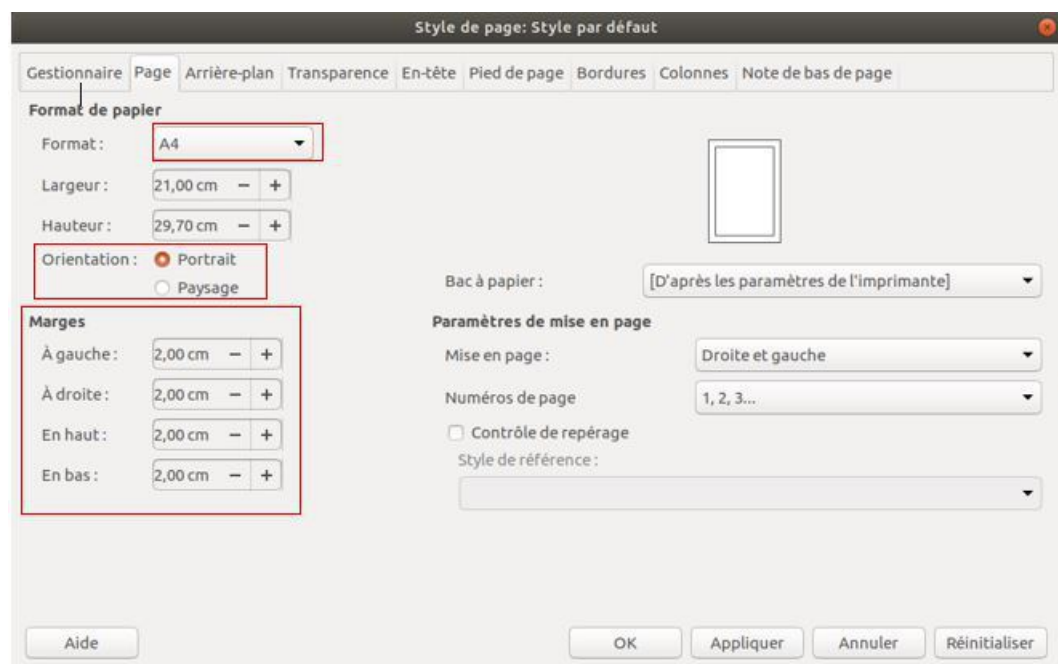 Style de page: Style par défaut
Gestionnaire Page Arrière-plan Transparence En-tête Pied de page Bordures Colonnes Note de bas de page
Format de papier
Format : A4
Largeur : 21,00 cm − +
Hauteur : 29,70 cm − +
Orientation : Portrait
Paysage
Bac à papier : [D'après les paramètres de l'imprimante]
Marges
À gauche : 2,00 cm − +
À droite : 2,00 cm − +
En haut : 2,00 cm − +
En bas : 2,00 cm − +
Paramètres de mise en page
Mise en page : Droite et gauche
Numéros de page 1, 2, 3...
Contrôle de repérage
Style de référence :
Aide OK Appliquer Annuler Réinitialiser